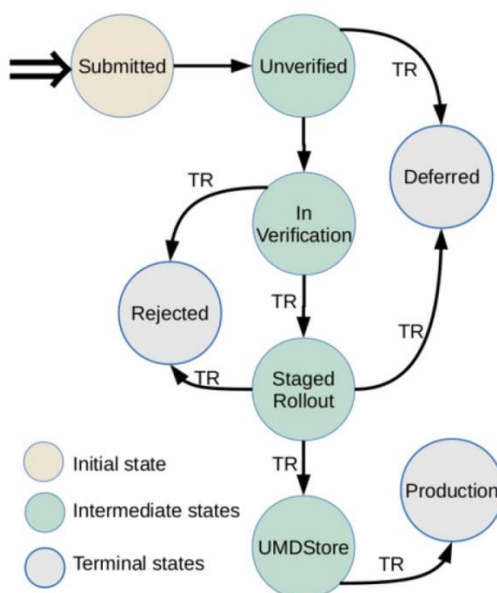 Submitted
Unverified
TR
Deferred
TR
In
Verification
TR
Rejected
TR
TR
Staged
Rollout
TR
Initial state
Production
Intermediate states
UMDStore
TR
Terminal states